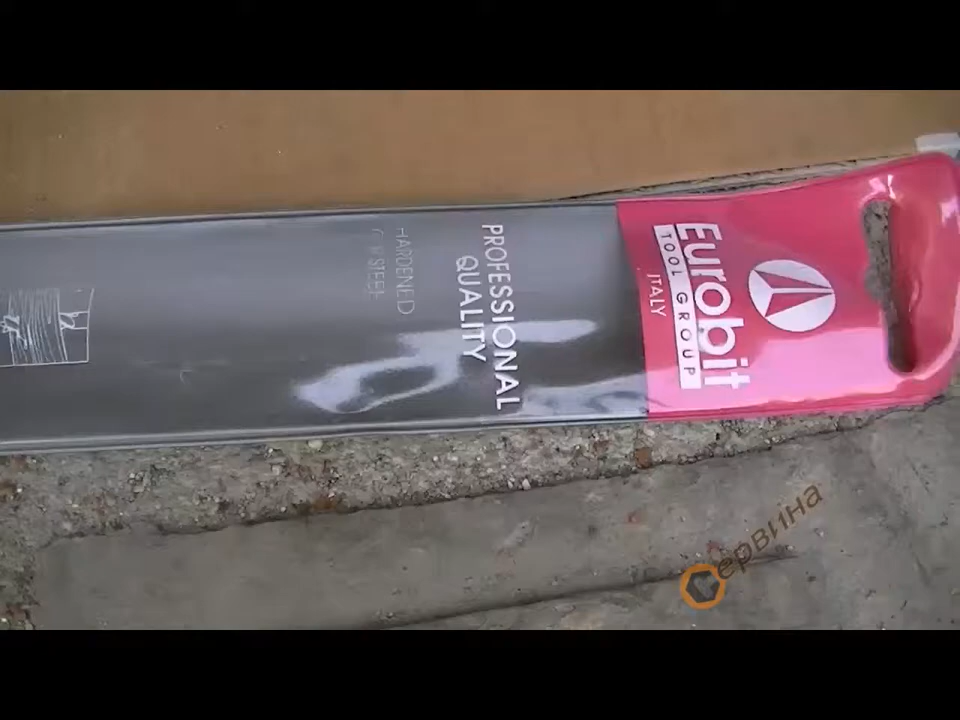 Eurobit
TOOL GROUP
ITALY
PROFESSIONAL
QUALITY
HARDENED
STEEL
ервина